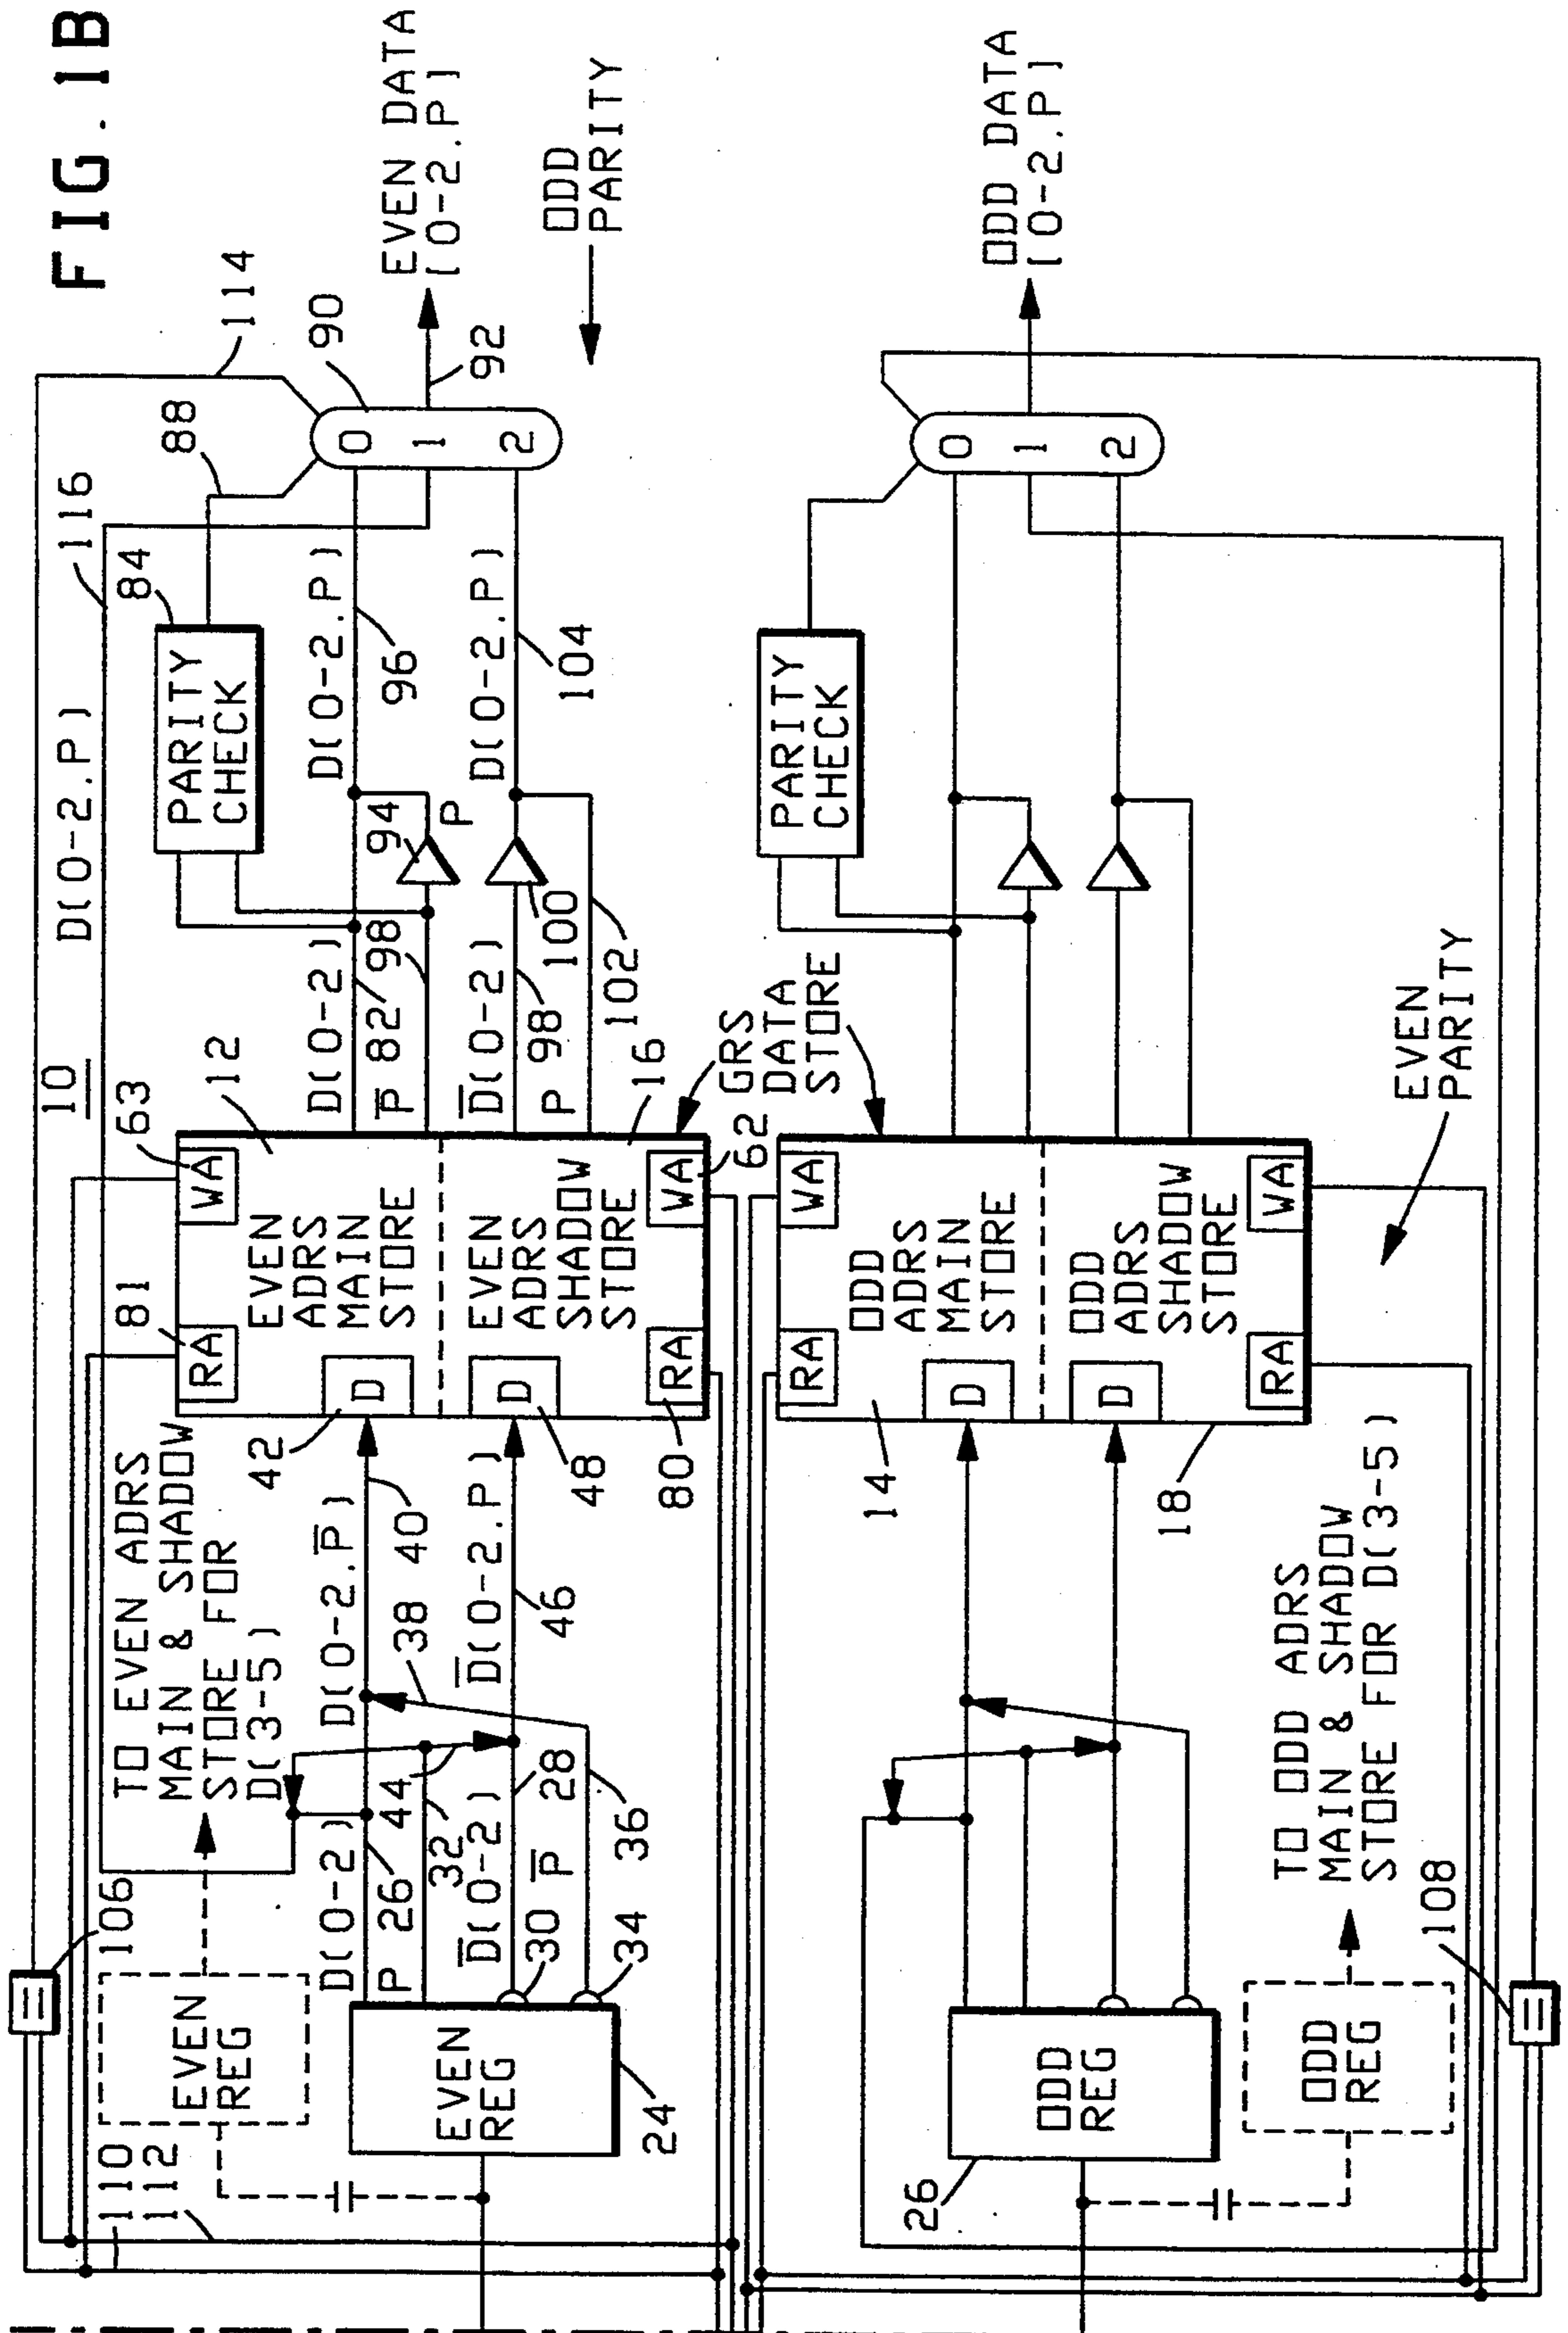 FIG. 1B
10
110
112
106
EVEN
REG
TO EVEN ADRS
MAIN & SHADOW
STORE FOR
D(3-5)
D(0-2.P)
116
114
88
84
PARITY
CHECK
90
0
1
2
92
EVEN DATA
[0-2.P]
ODD
PARITY
EVEN
REG
24
D(0-2)
P 26
44
32
D̅(0-2)
28
30
P̅
34
36
38
D(0-2.P̅)
40
D̅(0-2.P)
46
42
48
81
RA
D
EVEN
ADRS
MAIN
STORE
63
WA
12
D
EVEN
ADRS
SHADOW
STORE
80
RA
WA
62
16
D(0-2)
P̅ 82
98
D̅(0-2)
P 98
100
102
94
P
D(0-2.P)
96
D(0-2.P)
104
GRS
DATA
STORE
ODD
REG
26
ODD
REG
TO ODD ADRS
MAIN & SHADOW
STORE FOR D(3-5)
108
14
18
RA
D
ODD
ADRS
MAIN
STORE
WA
D
ODD
ADRS
SHADOW
STORE
RA
WA
EVEN
PARITY
PARITY
CHECK
0
1
2
ODD DATA
[0-2.P]